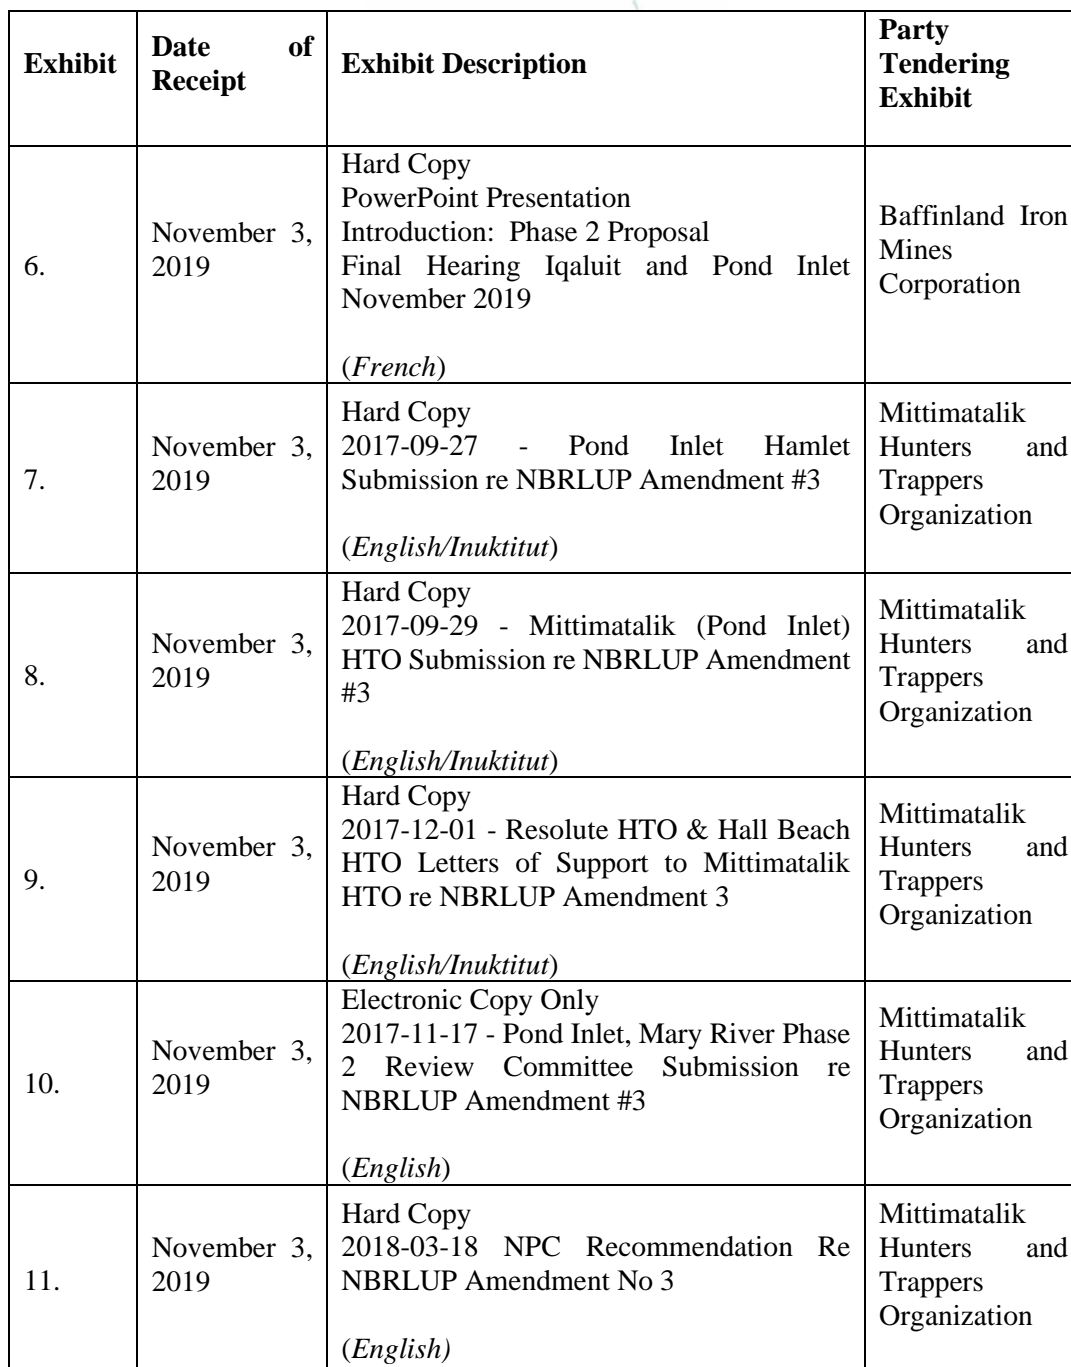 Exhibit
Date of
Receipt
Exhibit Description
Party
Tendering
Exhibit
6.
November 3,
2019
Hard Copy
PowerPoint Presentation
Introduction: Phase 2 Proposal
Final Hearing Iqaluit and Pond Inlet
November 2019
(French)
Baffinland Iron
Mines
Corporation
7.
November 3,
2019
Hard Copy
2017-09-27 - Pond Inlet Hamlet
Submission re NBRLUP Amendment #3
(English/Inuktitut)
Mittimatalik
Hunters and
Trappers
Organization
8.
November 3,
2019
Hard Copy
2017-09-29 - Mittimatalik (Pond Inlet)
HTO Submission re NBRLUP Amendment
#3
(English/Inuktitut)
Mittimatalik
Hunters and
Trappers
Organization
9.
November 3,
2019
Hard Copy
2017-12-01 - Resolute HTO & Hall Beach
HTO Letters of Support to Mittimatalik
HTO re NBRLUP Amendment 3
(English/Inuktitut)
Mittimatalik
Hunters and
Trappers
Organization
10.
November 3,
2019
Electronic Copy Only
2017-11-17 - Pond Inlet, Mary River Phase
2 Review Committee Submission re
NBRLUP Amendment #3
(English)
Mittimatalik
Hunters and
Trappers
Organization
11.
November 3,
2019
Hard Copy
2018-03-18 NPC Recommendation Re
NBRLUP Amendment No 3
(English)
Mittimatalik
Hunters and
Trappers
Organization